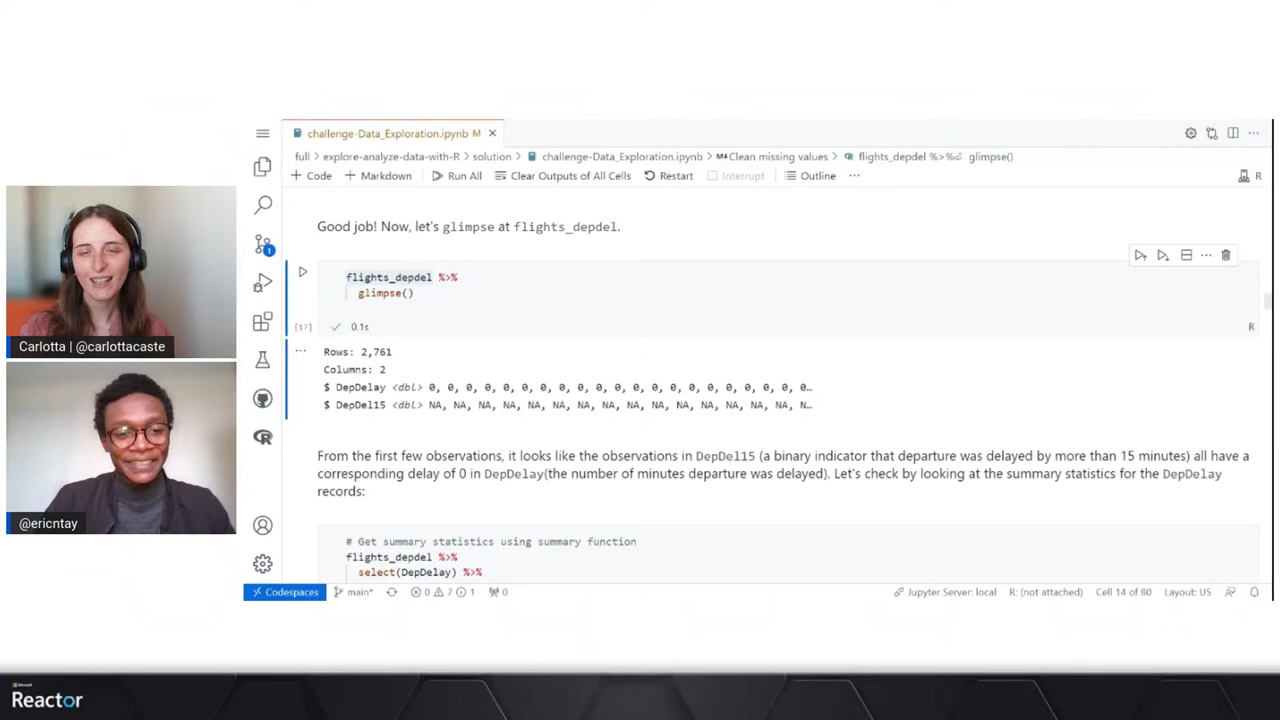 challenge-Data_Exploration.ipynb M
full > explore-analyze-data-with-R > solution > challenge-Data_Exploration.ipynb > Clean missing values > flights_depdel %>% glimpse()
+ Code + Markdown Run All Clear Outputs of All Cells Restart Interrupt Outline ... R
Good job! Now, let's glimpse at flights_depdel.
flights_depdel %>%
glimpse()
[17] 0.1s R
Rows: 2,761
Columns: 2
$ DepDelay <dbl> 0, 0, 0, 0, 0, 0, 0, 0, 0, 0, 0, 0, 0, 0, 0, 0, 0, 0, 0, 0, 0…
$ DepDel15 <dbl> NA, NA, NA, NA, NA, NA, NA, NA, NA, NA, NA, NA, NA, NA, NA, N…
From the first few observations, it looks like the observations in DepDel15 (a binary indicator that departure was delayed by more than 15 minutes) all have a
corresponding delay of 0 in DepDelay(the number of minutes departure was delayed). Let's check by looking at the summary statistics for the DepDelay
records:
# Get summary statistics using summary function
flights_depdel %>%
select(DepDelay) %>%
1
Codespaces main* 0 7 1 0 Jupyter Server: local R: (not attached) Cell 14 of 80 Layout: US
Carlotta | @carlottacaste
@ericntay
Microsoft
Reactor